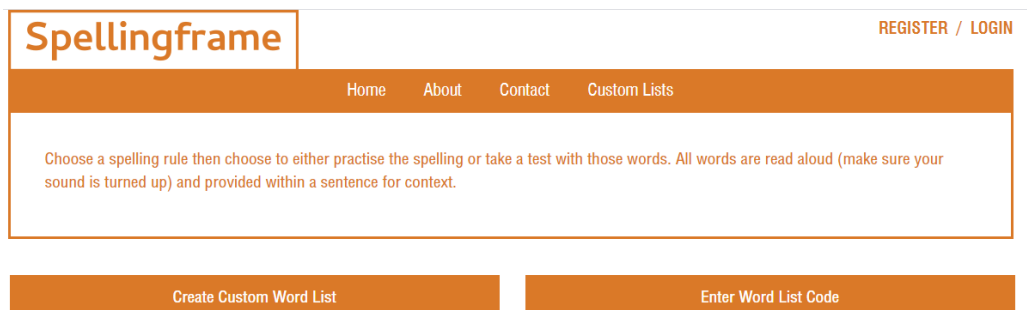 Spellingframe
REGISTER / LOGIN
Home About Contact Custom Lists
Choose a spelling rule then choose to either practise the spelling or take a test with those words. All words are read aloud (make sure your
sound is turned up) and provided within a sentence for context.
Create Custom Word List
Enter Word List Code